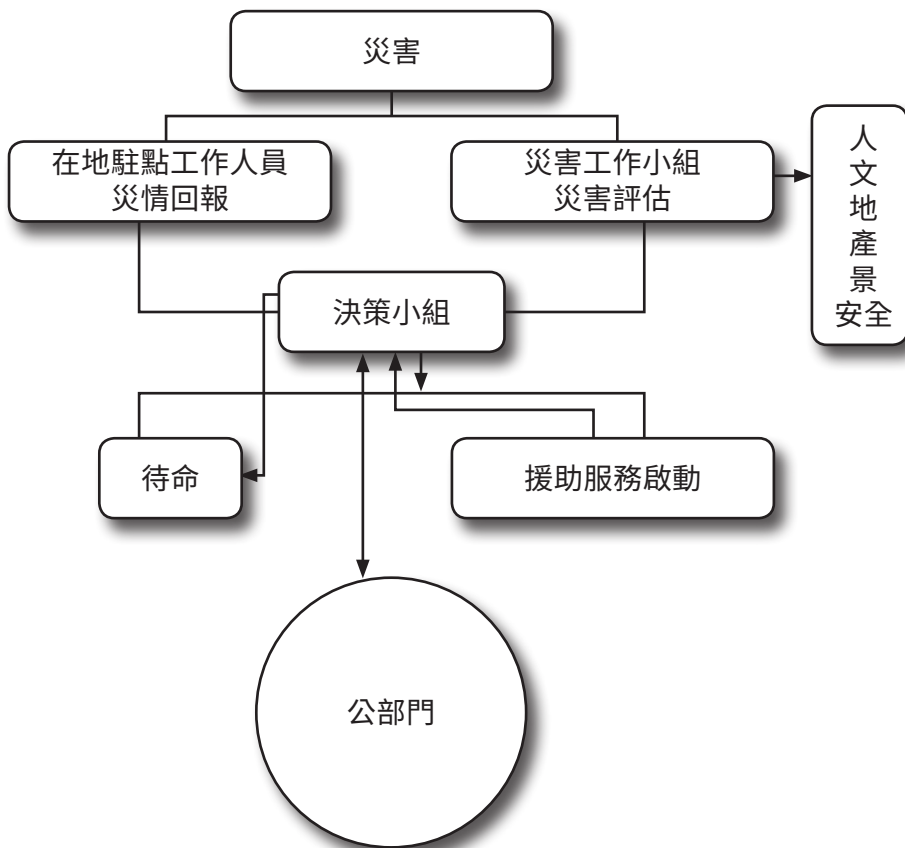 災害
在地駐點工作人員
災情回報
災害工作小組
災害評估
人
文
地
產
景
安全
決策小組
待命
援助服務啟動
公部門